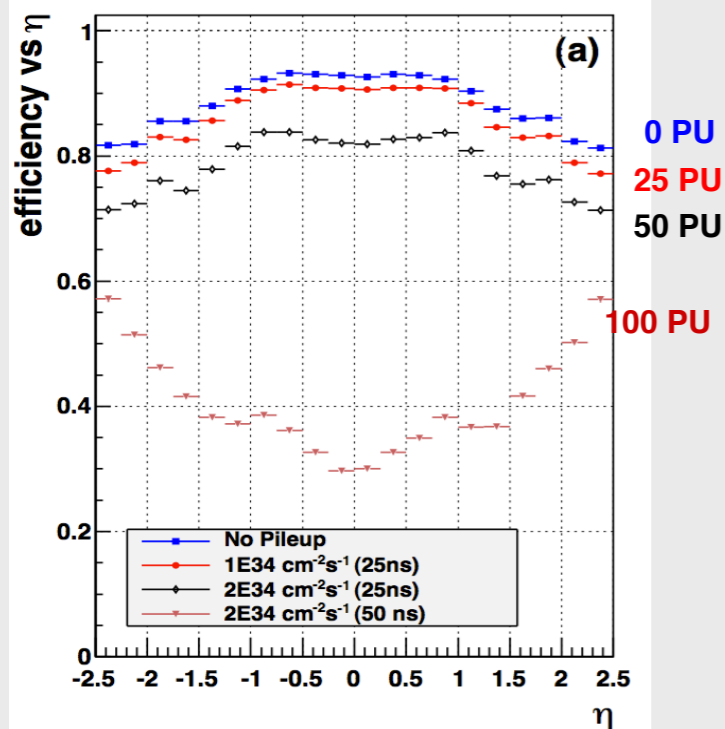 efficiency vs η
(a)
1
0.8
0.6
0.4
0.2
0
0 PU
25 PU
50 PU
100 PU
No Pileup
1E34 cm⁻²s⁻¹ (25ns)
2E34 cm⁻²s⁻¹ (25ns)
2E34 cm⁻²s⁻¹ (50 ns)
-2.5 -2 -1.5 -1 -0.5 0 0.5 1 1.5 2 2.5
η